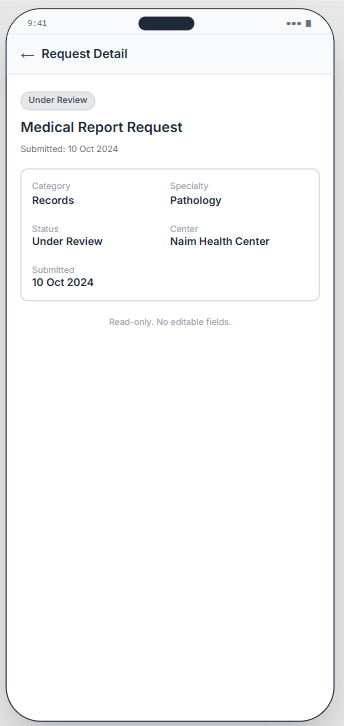 9:41
← Request Detail
Under Review
Medical Report Request
Submitted: 10 Oct 2024
Category Specialty
Records Pathology
Status Center
Under Review Naim Health Center
Submitted
10 Oct 2024
Read-only. No editable fields.